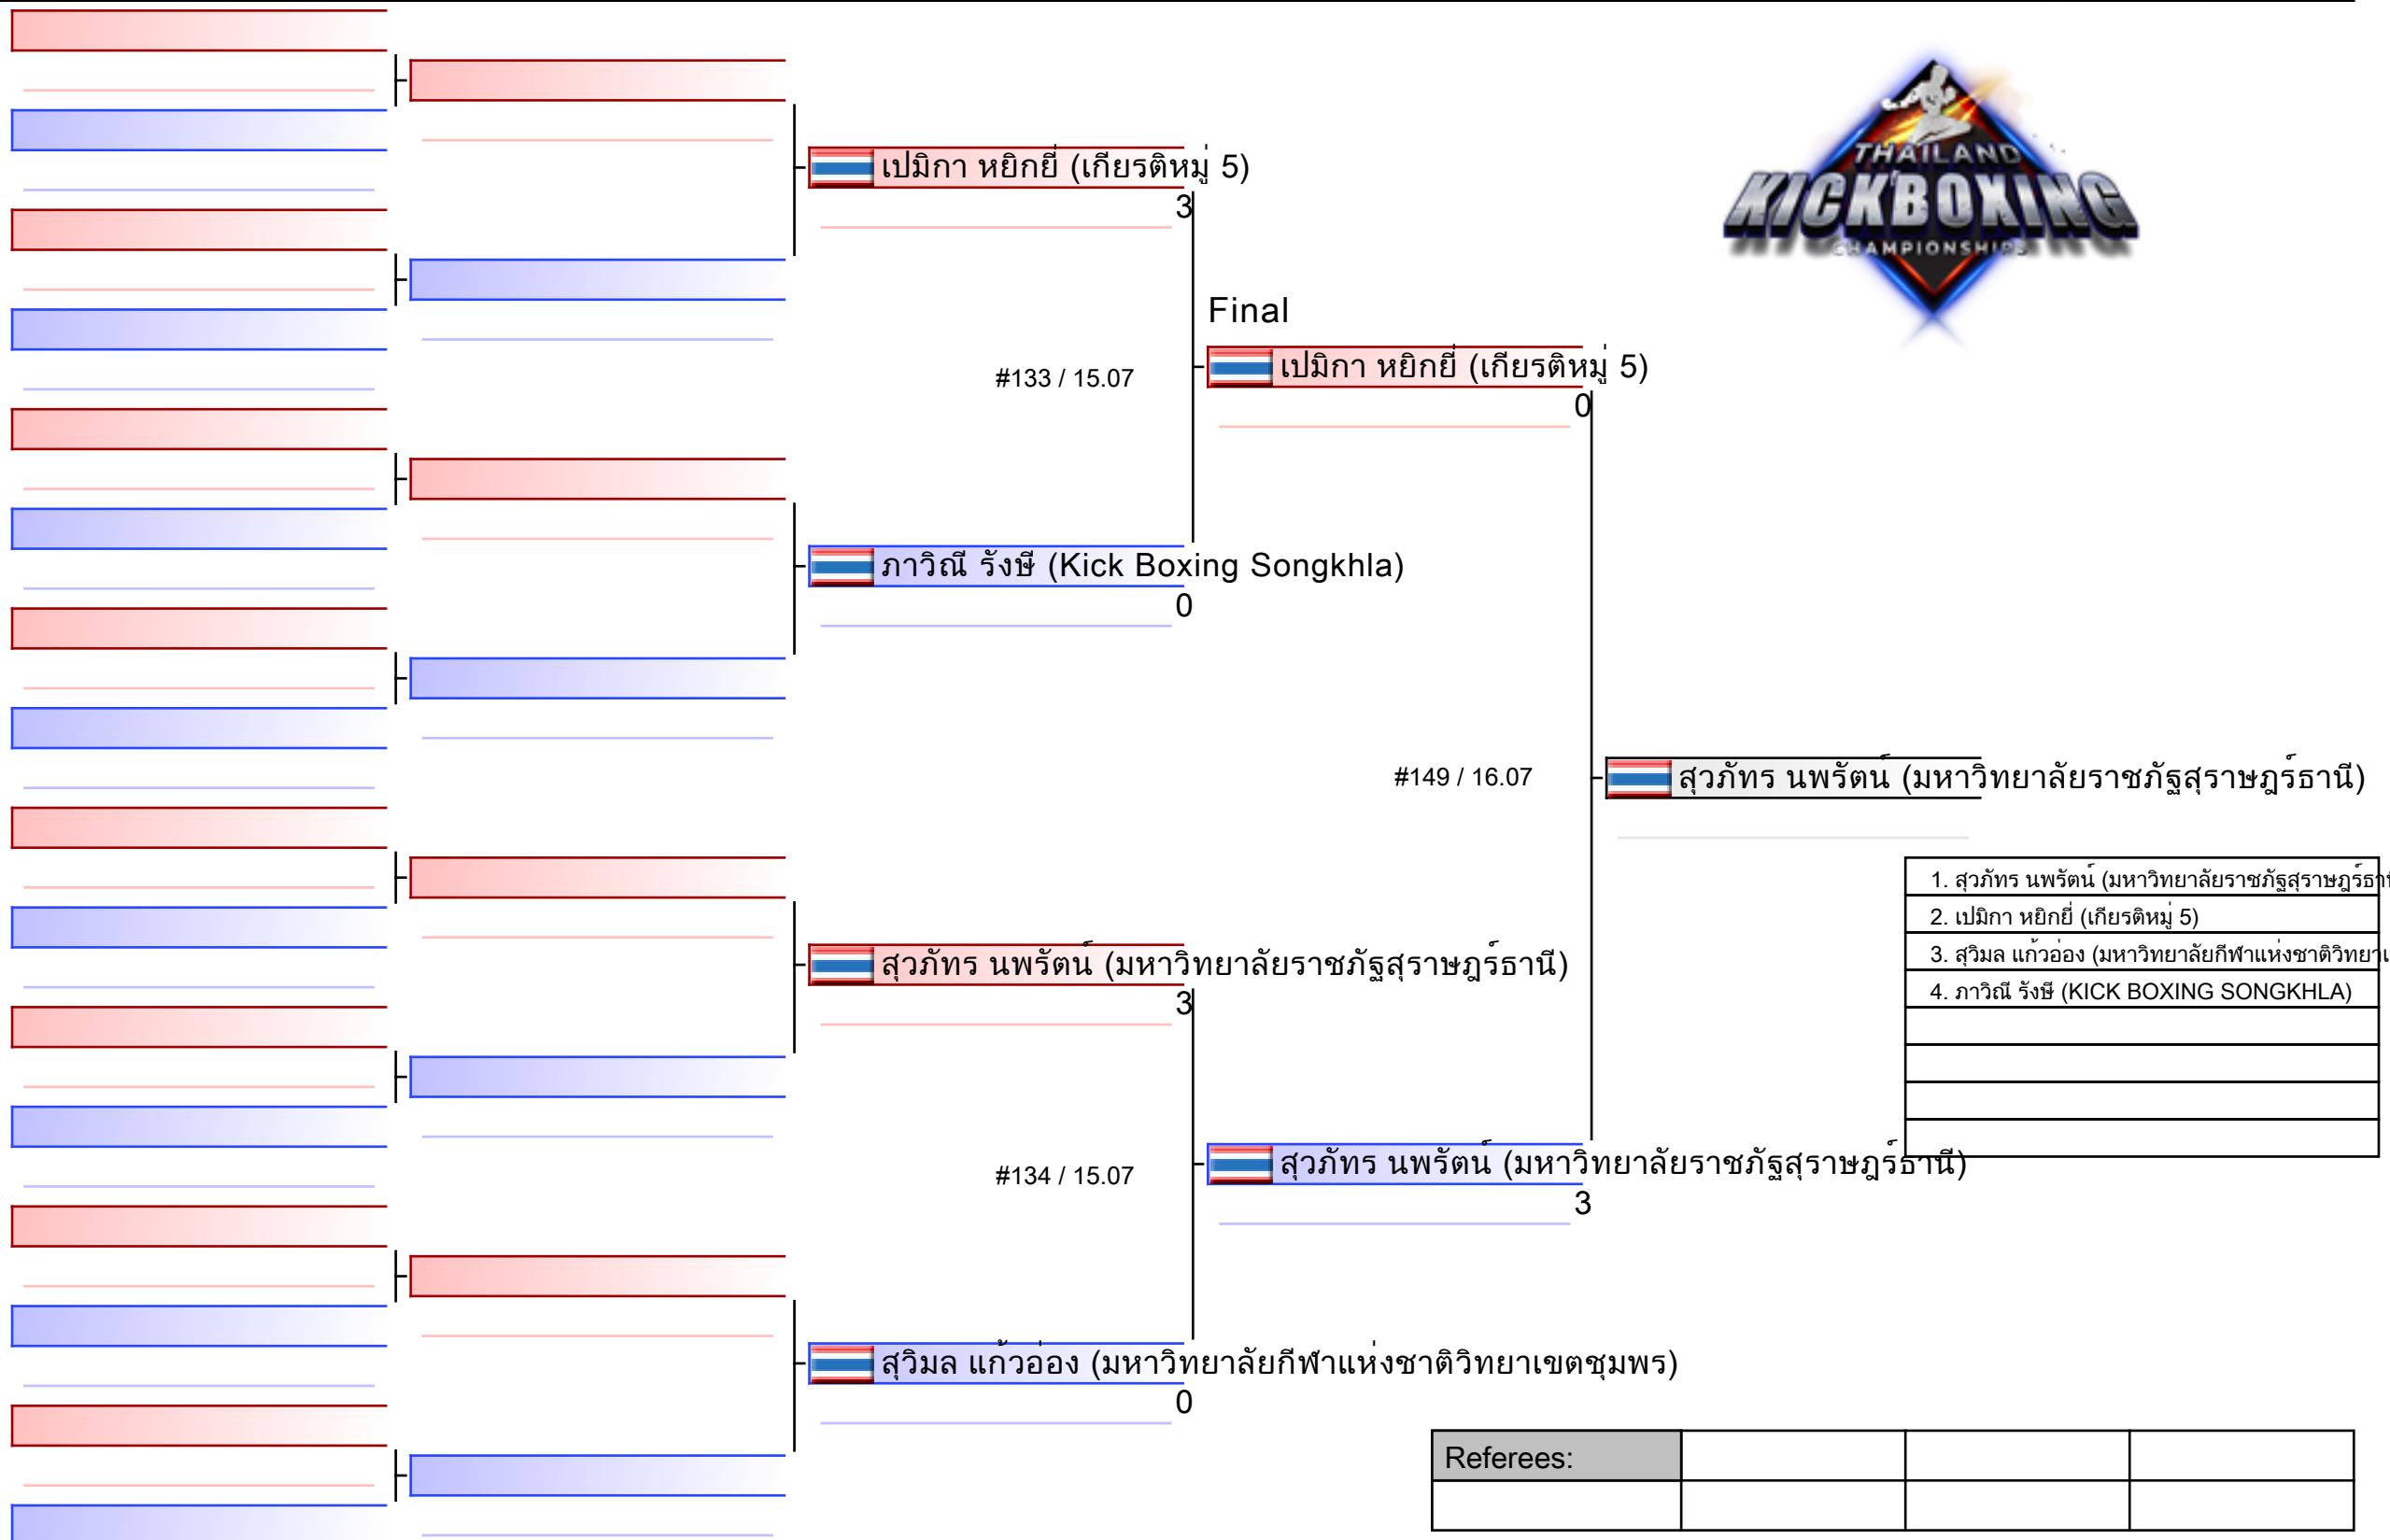 THAILAND
KICKBOXING
CHAMPIONSHIPS
เปมิกา หยิกยี่ (เกียรติหมู่ 5)
3
Final
#133 / 15.07
เปมิกา หยิกยี่ (เกียรติหมู่ 5)
0
ภาวิณี รังษี (Kick Boxing Songkhla)
0
#149 / 16.07
สุวภัทร นพรัตน์ (มหาวิทยาลัยราชภัฐสุราษฎร์ธานี)
1. สุวภัทร นพรัตน์ (มหาวิทยาลัยราชภัฐสุราษฎร์ธานี
2. เปมิกา หยิกยี่ (เกียรติหมู่ 5)
3. สุวิมล แก้วอ่อง (มหาวิทยาลัยกีฬาแห่งชาติวิทยาเ
4. ภาวิณี รังษี (KICK BOXING SONGKHLA)
สุวภัทร นพรัตน์ (มหาวิทยาลัยราชภัฐสุราษฎร์ธานี)
3
#134 / 15.07
สุวภัทร นพรัตน์ (มหาวิทยาลัยราชภัฐสุราษฎร์ธานี)
3
สุวิมล แก้วอ่อง (มหาวิทยาลัยกีฬาแห่งชาติวิทยาเขตชุมพร)
0
Referees: